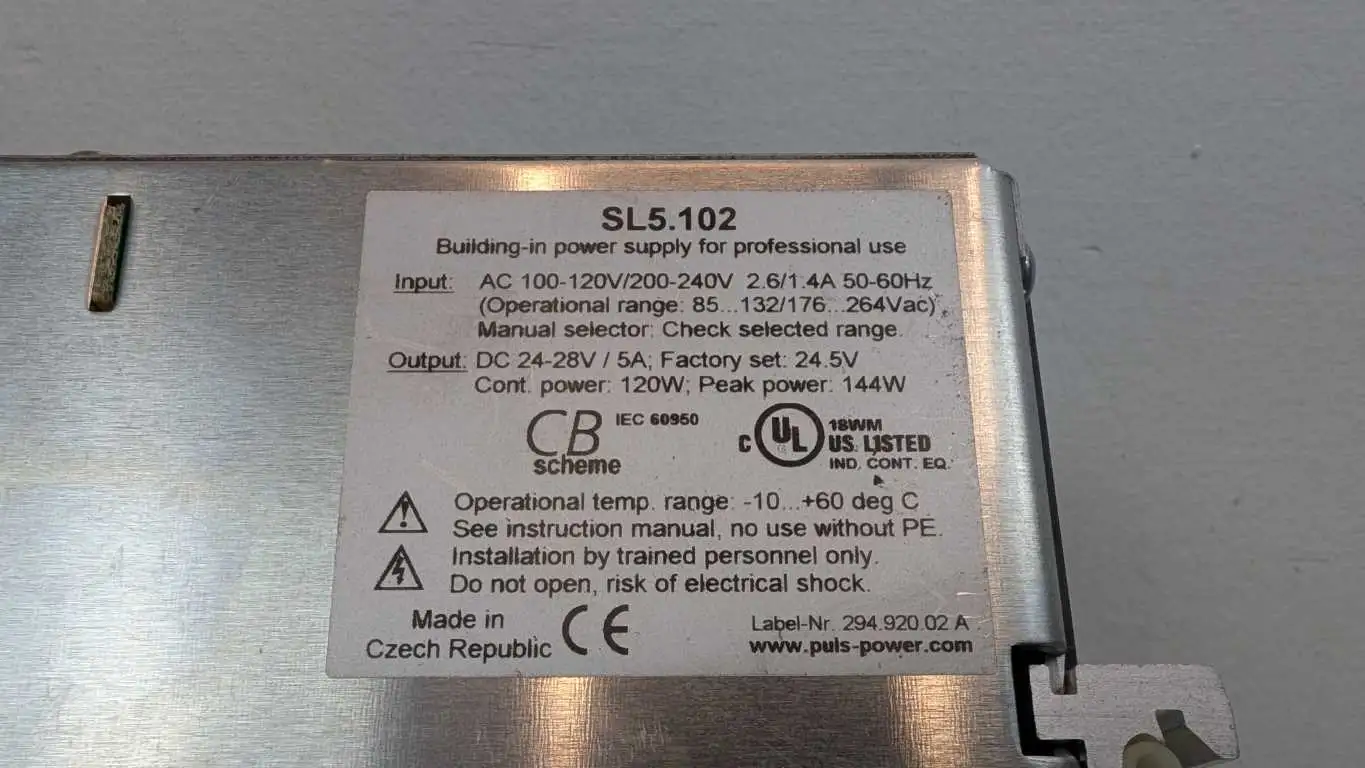 SL5.102
Building-in power supply for professional use
Input: AC 100-120V/200-240V 2.6/1.4A 50-60Hz
(Operational range: 85...132/176...264Vac)
Manual selector: Check selected range.
Output: DC 24-28V / 5A; Factory set: 24.5V
Cont. power: 120W; Peak power: 144W
CB scheme IEC 60950
C UL US LISTED 18WM
IND. CONT. EQ.
Operational temp. range: -10...+60 deg C
See instruction manual, no use without PE.
Installation by trained personnel only.
Do not open, risk of electrical shock.
Made in
Czech Republic
CE
Label-Nr. 294.920.02 A
www.puls-power.com